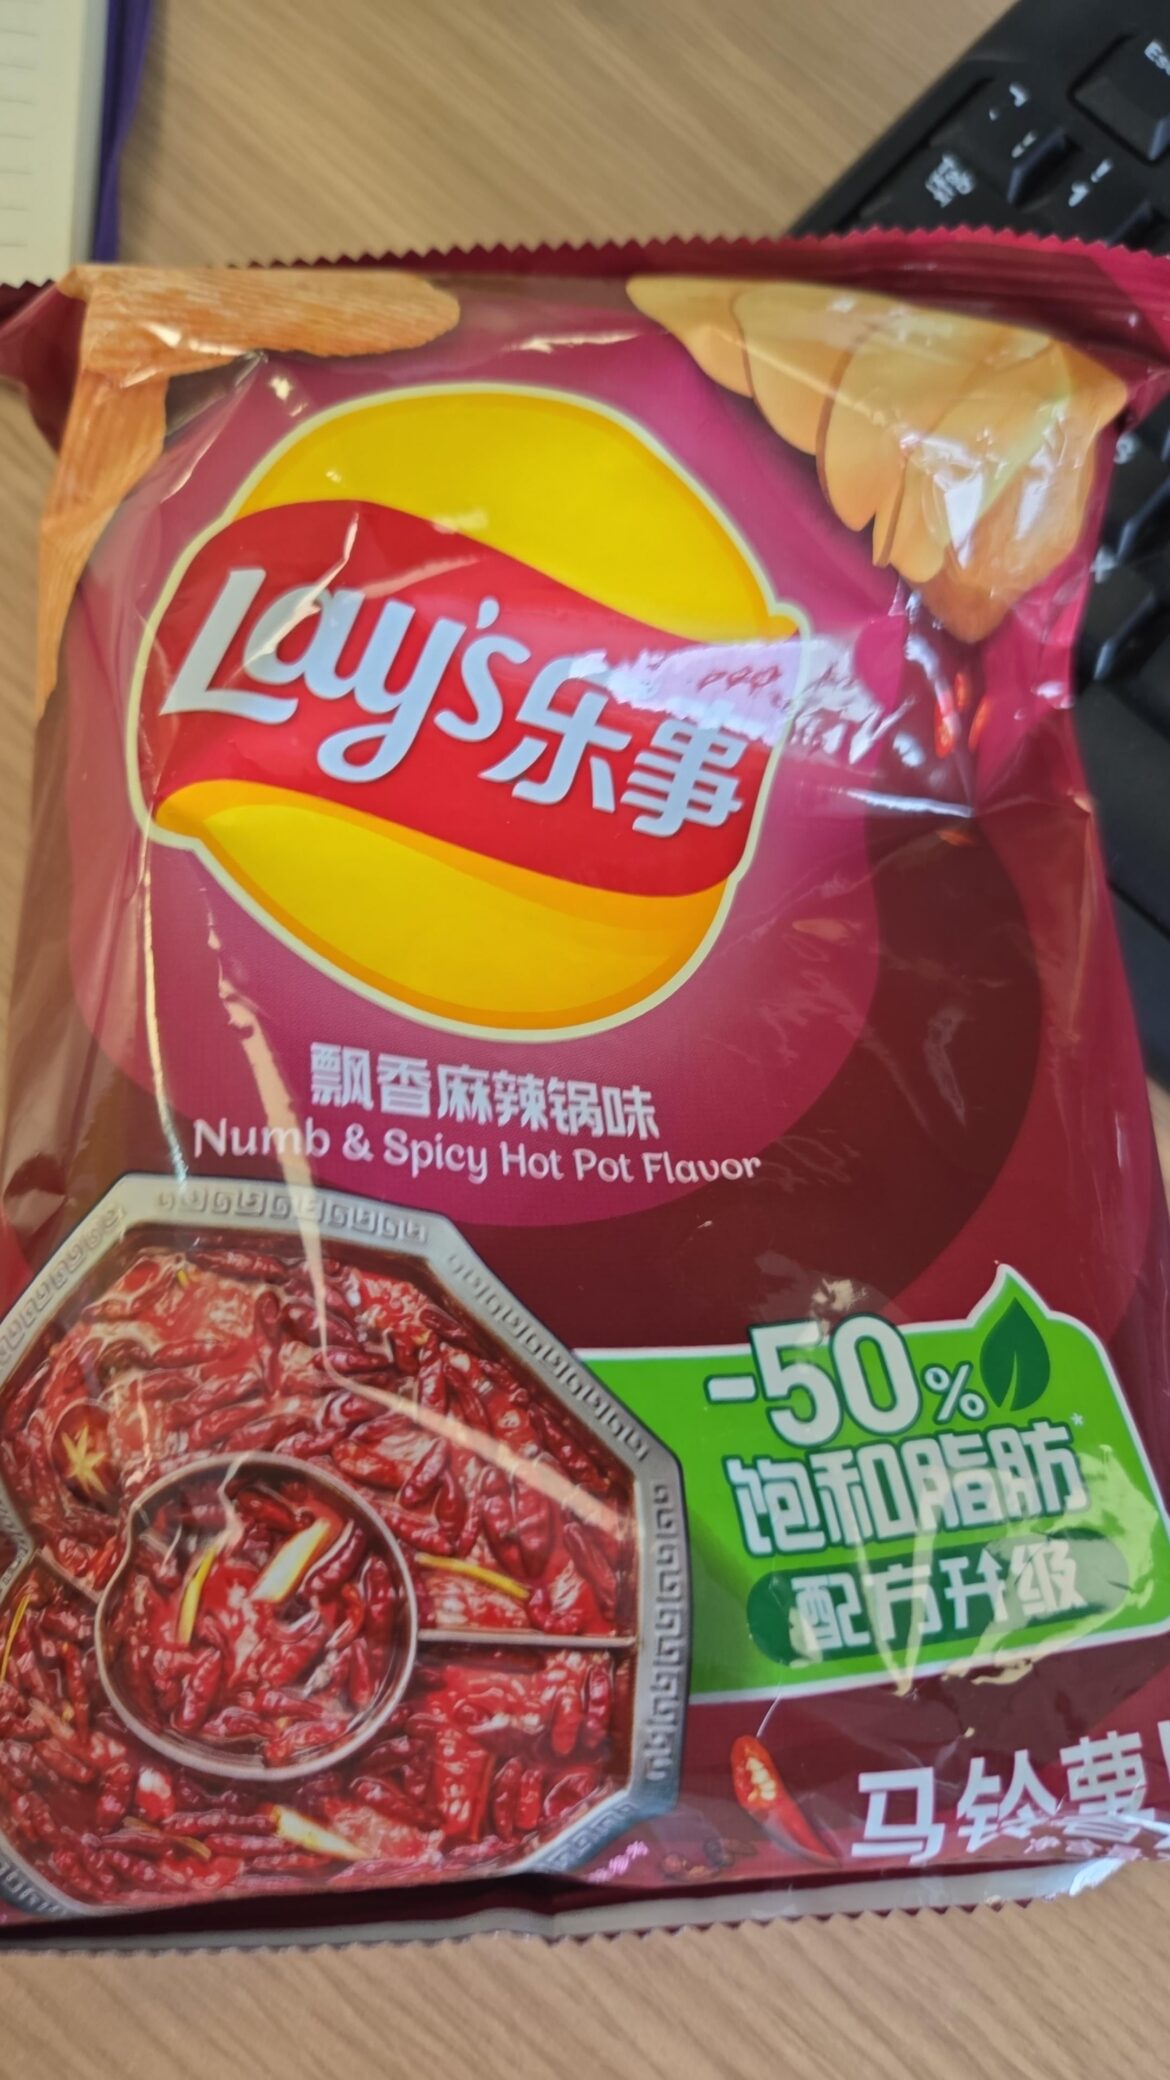 Lay's乐事
飘香麻辣锅味
Numb & Spicy Hot Pot Flavor
-50%
饱和脂肪*
配方升级
马铃薯